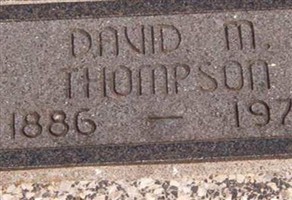 DAVID M.
THOMPSON
1886 — 197